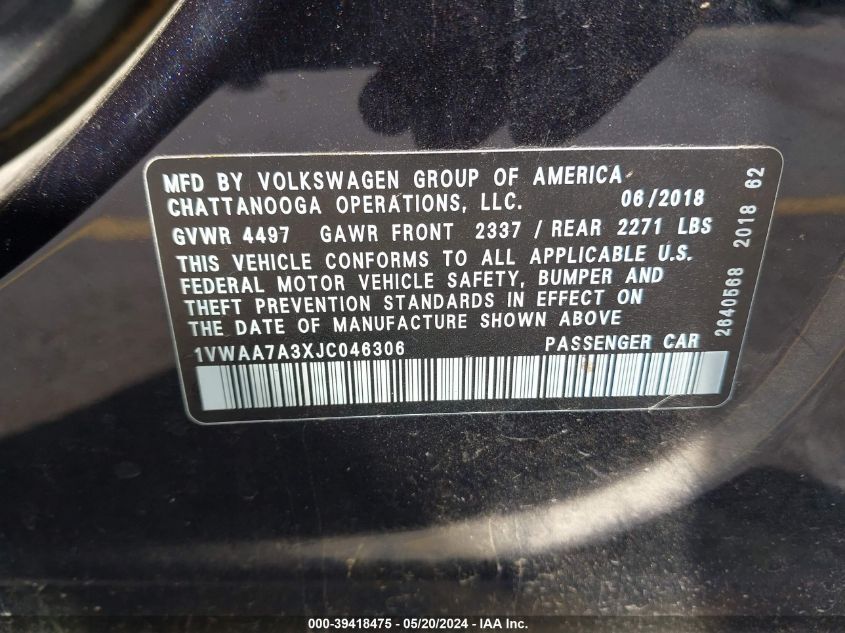 MFD BY VOLKSWAGEN GROUP OF AMERICA
CHATTANOOGA OPERATIONS, LLC. 06/2018
GVWR 4497 GAWR FRONT 2337 / REAR 2271 LBS
THIS VEHICLE CONFORMS TO ALL APPLICABLE U.S.
FEDERAL MOTOR VEHICLE SAFETY, BUMPER AND
THEFT PREVENTION STANDARDS IN EFFECT ON
THE DATE OF MANUFACTURE SHOWN ABOVE
1VWAA7A3XJC046306 PASSENGER CAR
2640568 2018 62
000-39418475 - 05/20/2024 - IAA Inc.